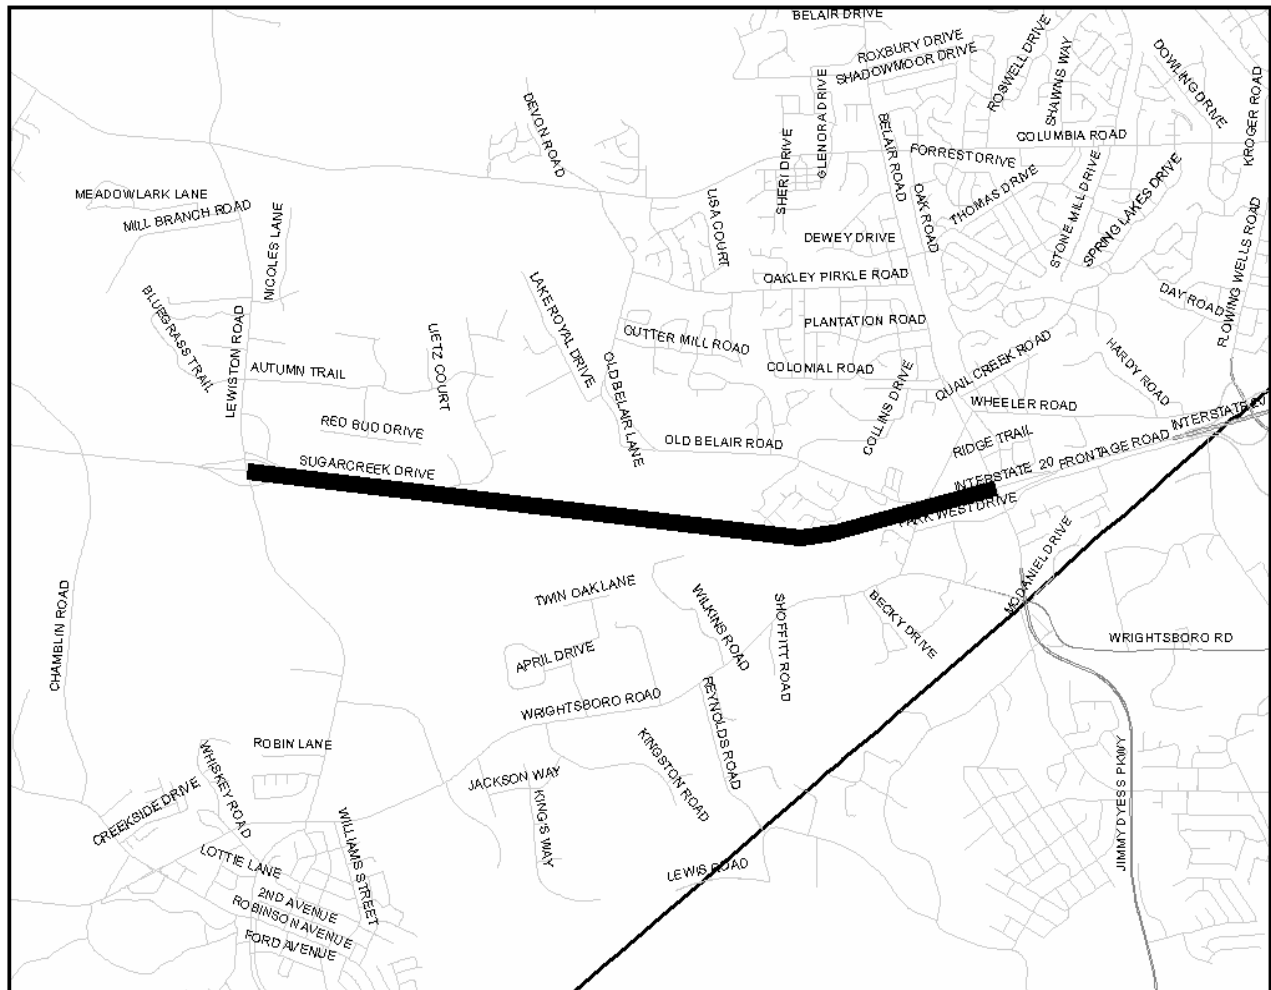 BELAIR DRIVE
ROXBURY DRIVE
SHADOWMOOR DRIVE
ROSWELL DRIVE
SHAWNS WAY
DOWLING DRIVE
KROGER ROAD
DEVON ROAD
GLENORA DRIVE
SHERI DRIVE
BELAIR ROAD
COLUMBIA ROAD
FORREST DRIVE
THOMAS DRIVE
OAK ROAD
STONE MILL DRIVE
SPRING LAKES DRIVE
FLOWING WELLS ROAD
MEADOWLARK LANE
MILL BRANCH ROAD
NICOLES LANE
LISA COURT
DEWEY DRIVE
OAKLEY PIRKLE ROAD
DAY ROAD
BLUEGRASS TRAIL
LEWISTON ROAD
AUTUMN TRAIL
LIETZ COURT
LAKE ROYAL DRIVE
CUTTER MILL ROAD
PLANTATION ROAD
COLONIAL ROAD
QUAIL CREEK ROAD
HARDY ROAD
OLD BELAIR LANE
COLLINS DRIVE
WHEELER ROAD
RED BUD DRIVE
OLD BELAIR ROAD
RIDGE TRAIL
INTERSTATE 20
FRONTAGE ROAD
INTERSTATE 20
SUGARCREEK DRIVE
PARK WEST DRIVE
MCDANIEL DRIVE
CHAMBLIN ROAD
TWIN OAK LANE
WILKINS ROAD
SHOFFITT ROAD
BECKY DRIVE
WRIGHTSBORO RD
APRIL DRIVE
WRIGHTSBORO ROAD
REYNOLDS ROAD
KINGSTON ROAD
JIMMY DYESS PKWY
ROBIN LANE
WHISKEY ROAD
JACKSON WAY
KING'S WAY
CREEKSIDE DRIVE
WILLIAMS STREET
LOTTIE LANE
LEWIS ROAD
2ND AVENUE
ROBINSON AVENUE
FORD AVENUE